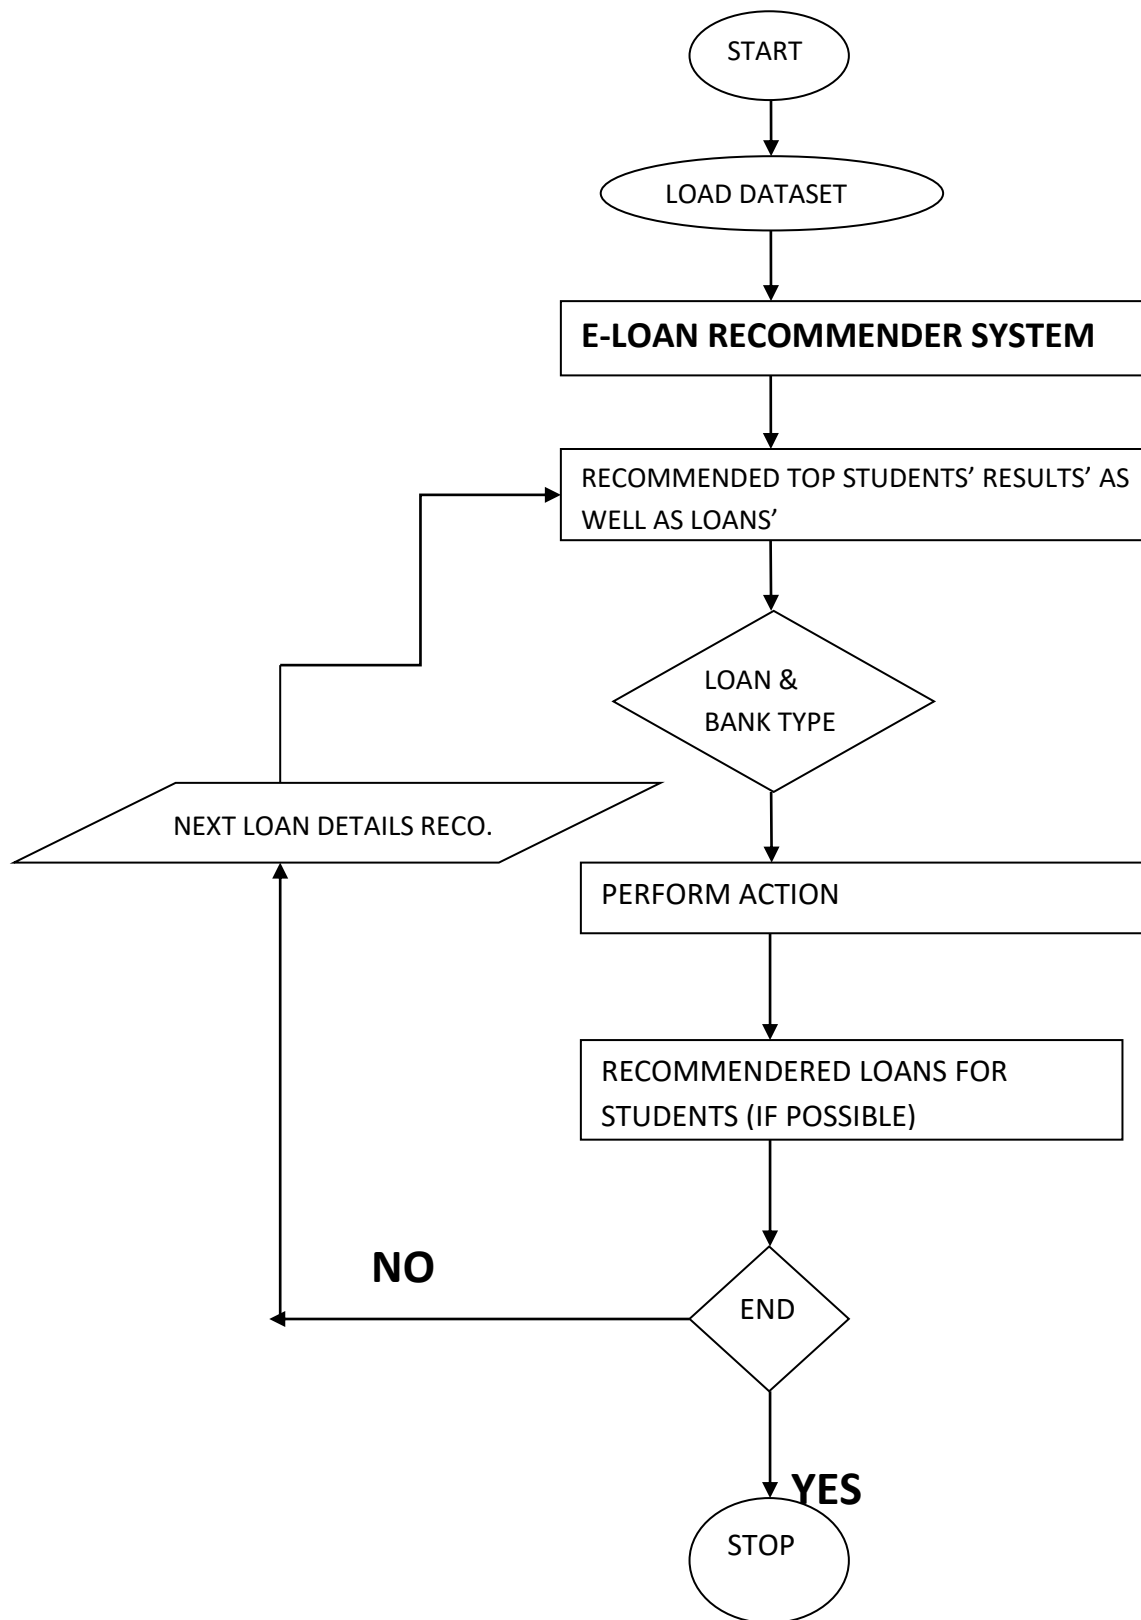 START
LOAD DATASET
E-LOAN RECOMMENDER SYSTEM
RECOMMENDED TOP STUDENTS’ RESULTS’ AS
WELL AS LOANS’
LOAN &
BANK TYPE
NEXT LOAN DETAILS RECO.
PERFORM ACTION
RECOMMENDERED LOANS FOR
STUDENTS (IF POSSIBLE)
NO
END
YES
STOP